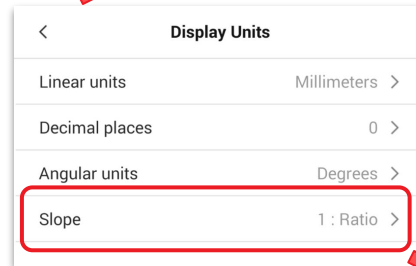 Display Units
Linear units Millimeters
Decimal places 0
Angular units Degrees
Slope 1 : Ratio